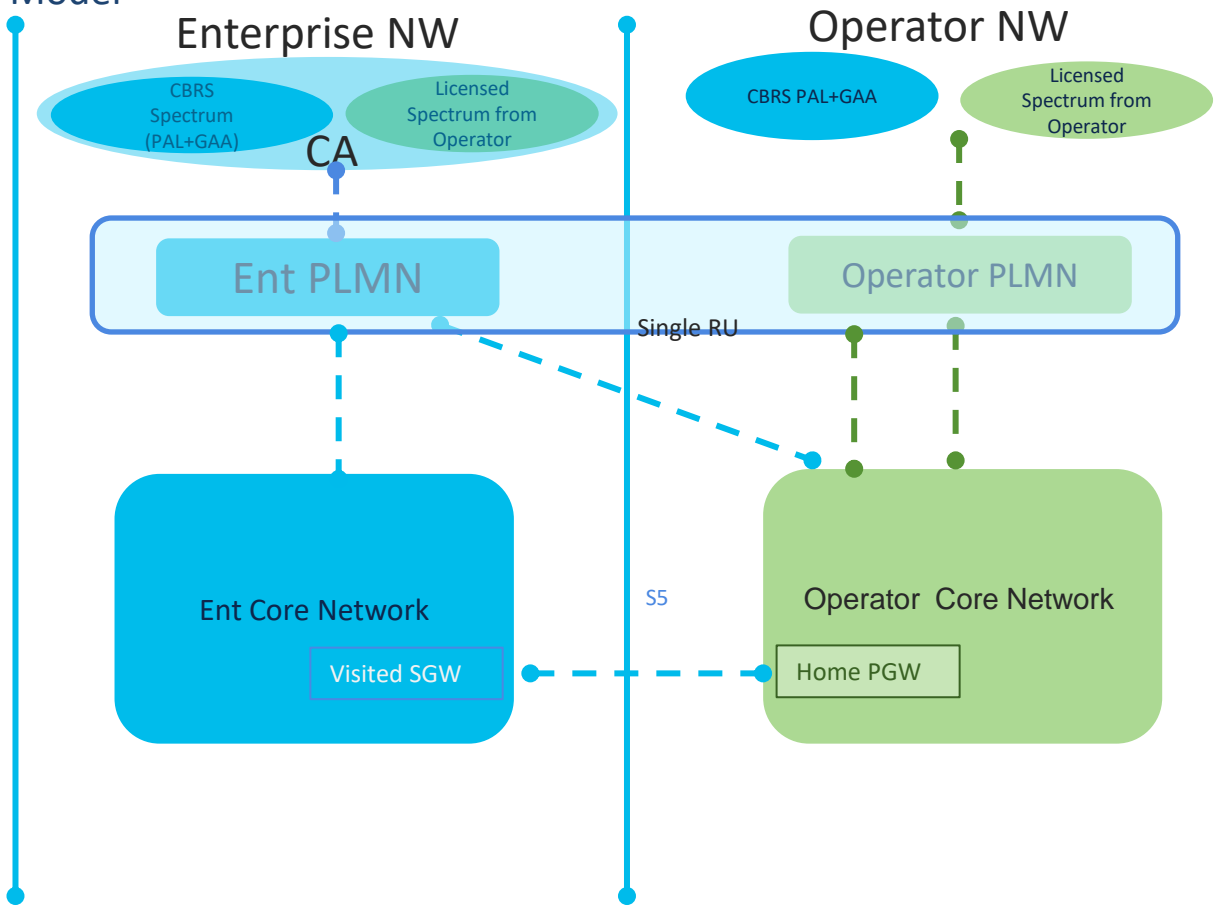 Model
Enterprise NW
Operator NW
CBRS
Spectrum
(PAL+GAA)
Licensed
Spectrum from
Operator
CA
CBRS PAL+GAA
Licensed
Spectrum from
Operator
Ent PLMN
Operator PLMN
Single RU
Ent Core Network
S5
Operator Core Network
Visited SGW
Home PGW